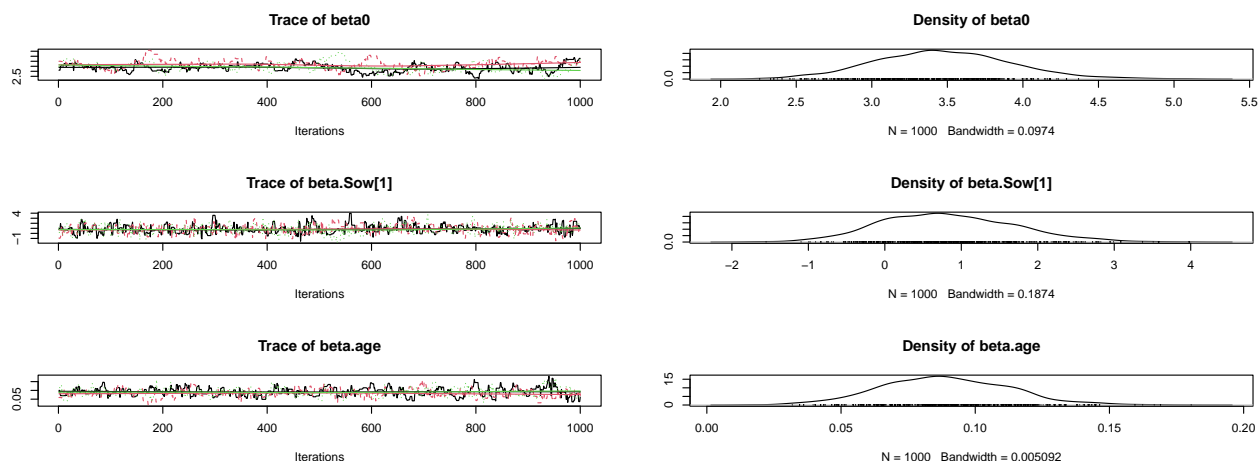 Trace of beta0
2.5
0 200 400 600 800 1000
Iterations
Density of beta0
0.0
2.0 2.5 3.0 3.5 4.0 4.5 5.0 5.5
N = 1000 Bandwidth = 0.0974
Trace of beta.Sow[1]
−1 4
0 200 400 600 800 1000
Iterations
Density of beta.Sow[1]
0.0
−2 −1 0 1 2 3 4
N = 1000 Bandwidth = 0.1874
Trace of beta.age
0.05
0 200 400 600 800 1000
Iterations
Density of beta.age
0 15
0.00 0.05 0.10 0.15 0.20
N = 1000 Bandwidth = 0.005092